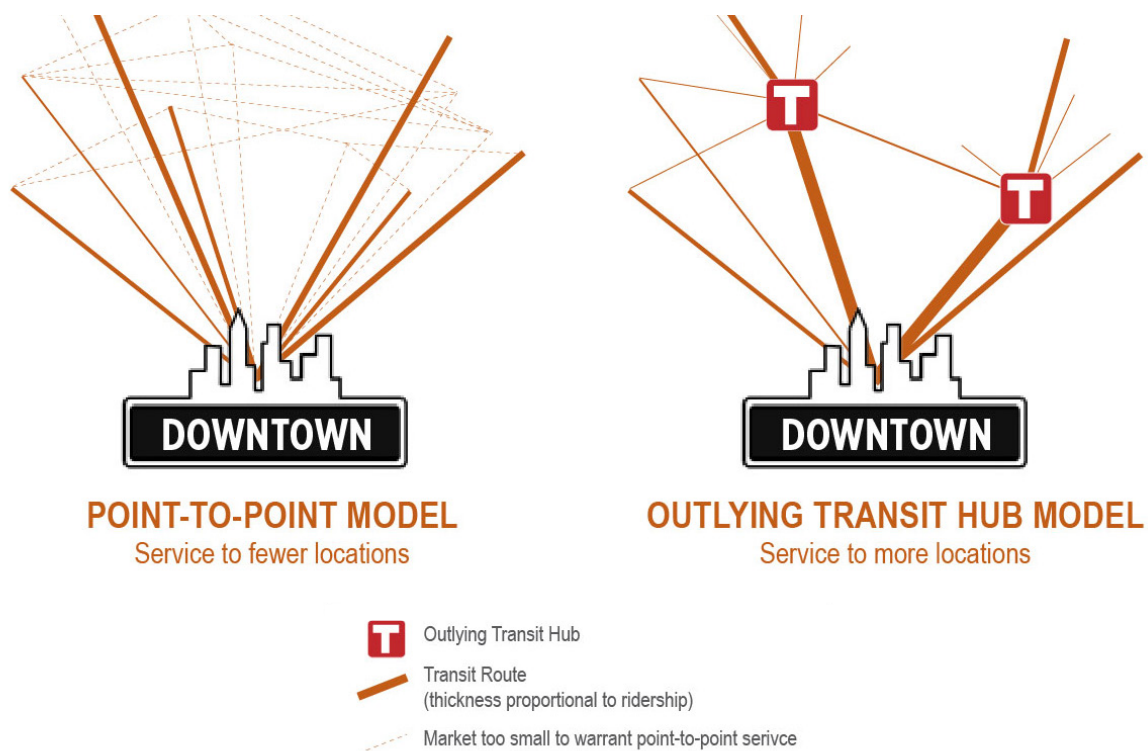 T
T
DOWNTOWN
DOWNTOWN
POINT-TO-POINT MODEL
Service to fewer locations
OUTLYING TRANSIT HUB MODEL
Service to more locations
T
Outlying Transit Hub
Transit Route
(thickness proportional to ridership)
Market too small to warrant point-to-point serivce